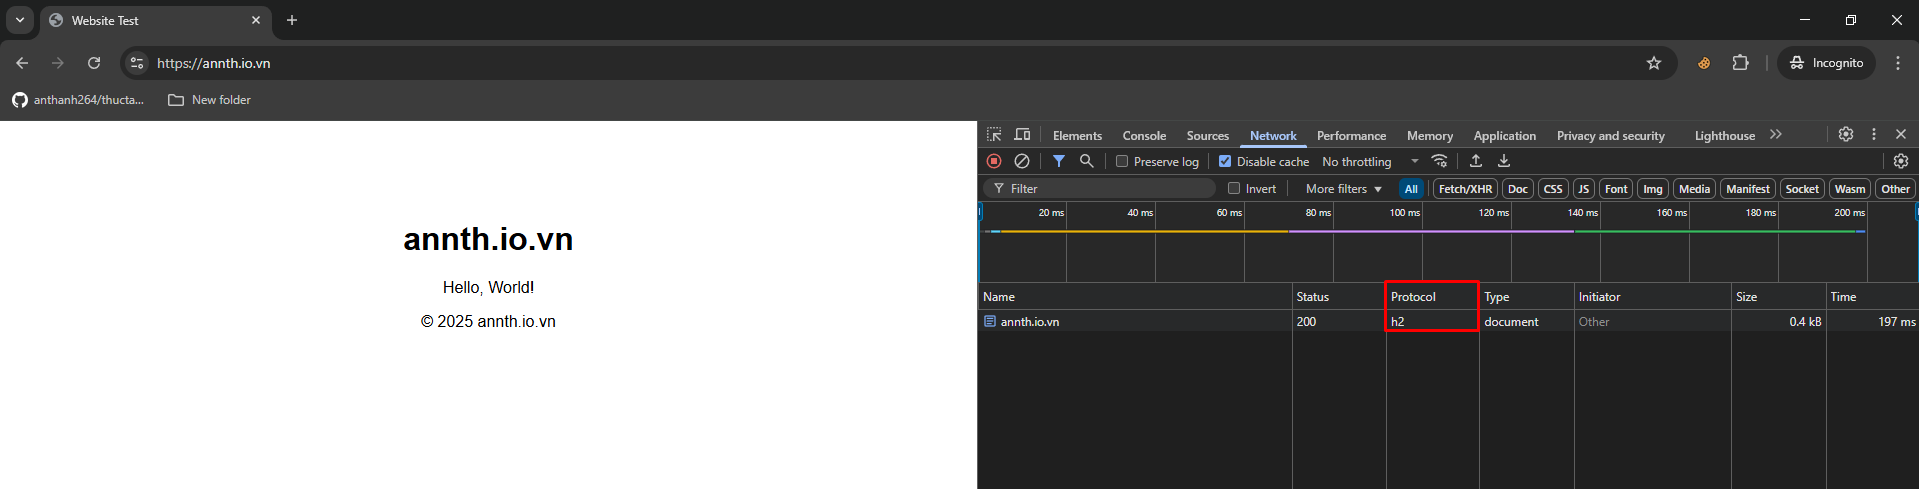 Website Test
https://annth.io.vn
Incognito
anthanh264/thucta...
New folder
Elements Console Sources Network Performance Memory Application Privacy and security Lighthouse
Preserve log Disable cache No throttling
Filter Invert More filters All Fetch/XHR Doc CSS JS Font Img Media Manifest Socket Wasm Other
20 ms 40 ms 60 ms 80 ms 100 ms 120 ms 140 ms 160 ms 180 ms 200 ms
annth.io.vn
Hello, World!
© 2025 annth.io.vn
Name Status Protocol Type Initiator Size Time
annth.io.vn 200 h2 document Other 0.4 kB 197 ms